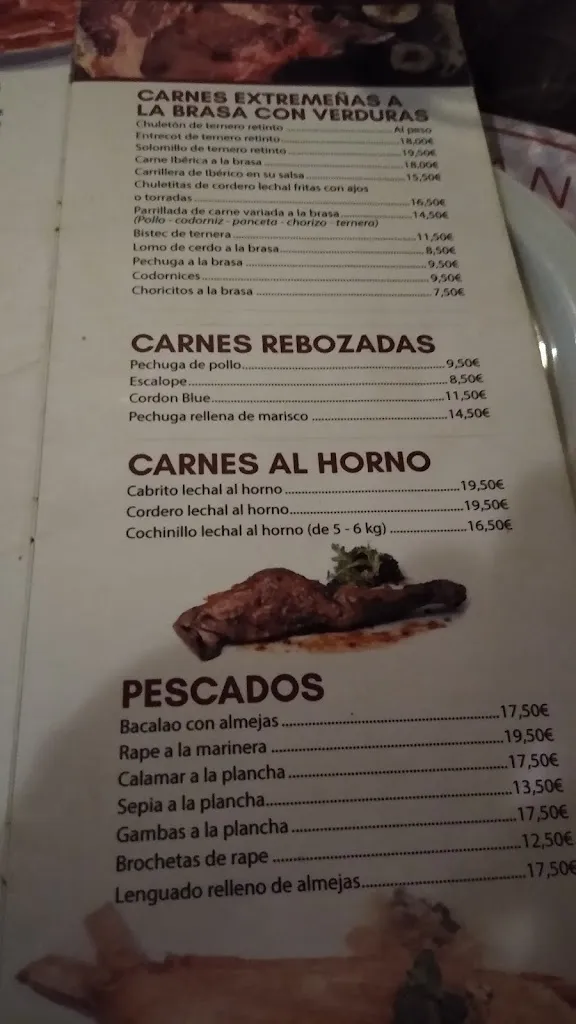 CARNES EXTREMEÑAS A
LA BRASA CON VERDURAS
Chuletón de ternero retinto Al peso
Entrecot de ternero retinto 18,00€
Solomillo de ternero retinto 19,50€
Carne Ibérica a la brasa 18,00€
Carrillera de Ibérico en su salsa 15,50€
Chuletitas de cordero lechal fritas con ajos
o torradas 16,50€
Parrillada de carne variada a la brasa 14,50€
(Pollo - codorniz - panceta - chorizo - ternera)
Bistec de ternera 11,50€
Lomo de cerdo a la brasa 8,50€
Pechuga a la brasa 9,50€
Codornices 9,50€
Choricitos a la brasa 7,50€
CARNES REBOZADAS
Pechuga de pollo 9,50€
Escalope 8,50€
Cordon Blue 11,50€
Pechuga rellena de marisco 14,50€
CARNES AL HORNO
Cabrito lechal al horno 19,50€
Cordero lechal al horno 19,50€
Cochinillo lechal al horno (de 5 - 6 kg) 16,50€
PESCADOS
Bacalao con almejas 17,50€
Rape a la marinera 19,50€
Calamar a la plancha 17,50€
Sepia a la plancha 13,50€
Gambas a la plancha 17,50€
Brochetas de rape 12,50€
Lenguado relleno de almejas 17,50€